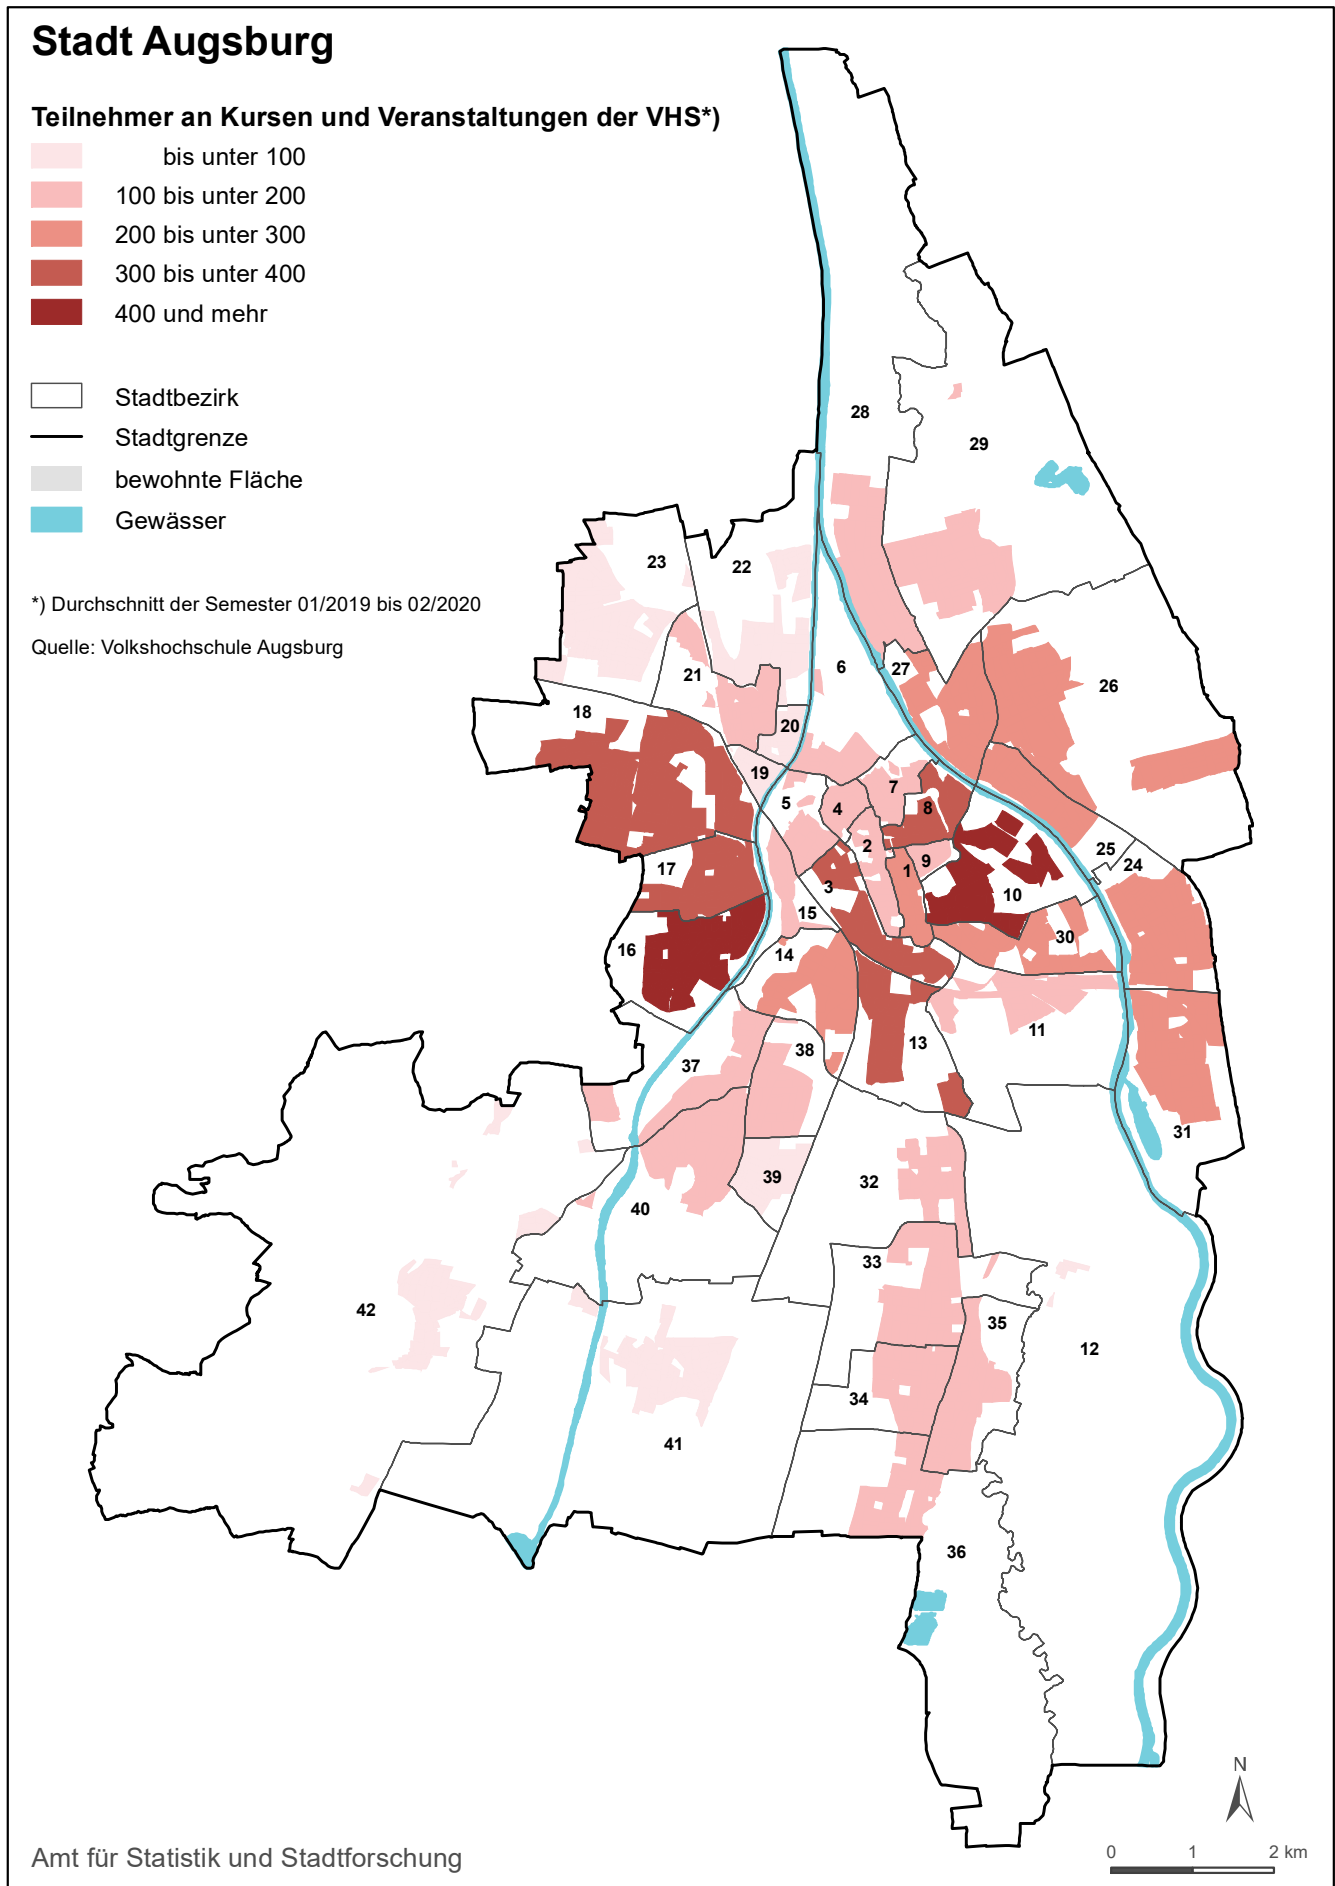 Stadt Augsburg
Teilnehmer an Kursen und Veranstaltungen der VHS*)
bis unter 100
100 bis unter 200
200 bis unter 300
300 bis unter 400
400 und mehr
Stadtbezirk
Stadtgrenze
bewohnte Fläche
Gewässer
*) Durchschnitt der Semester 01/2019 bis 02/2020
Quelle: Volkshochschule Augsburg
28
29
23
22
6
27
21
26
18
20
19
5
4
7
8
2
25
24
9
17
1
3
10
15
30
16
14
11
13
38
37
31
39
32
40
33
42
35
12
34
41
36
N
0 1 2 km
Amt für Statistik und Stadtforschung